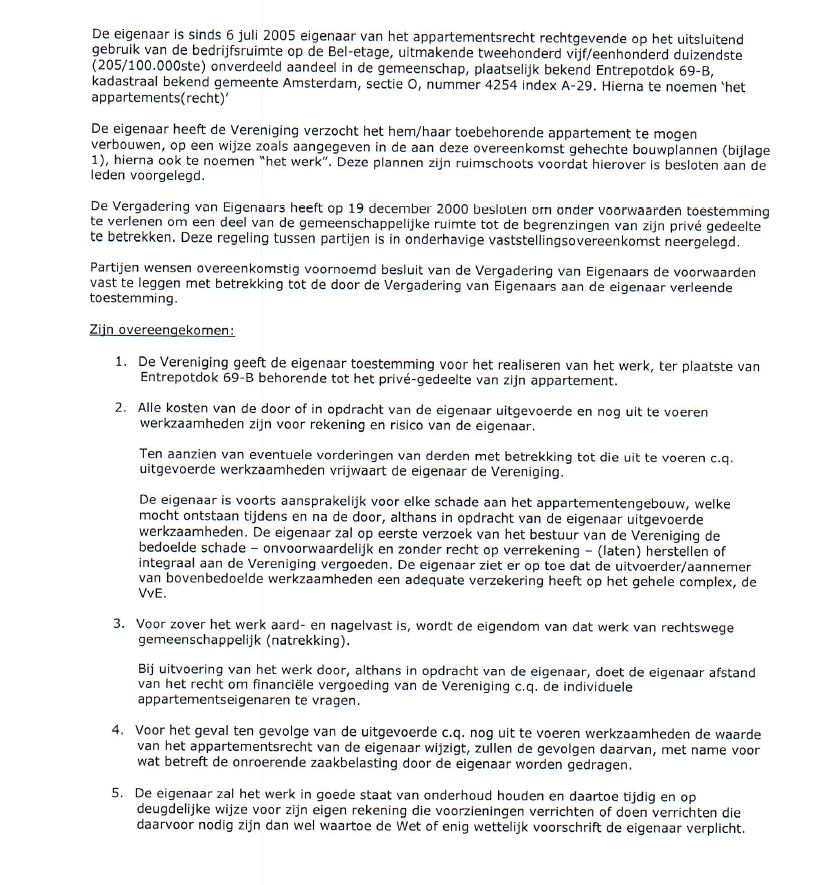 De eigenaar is sinds 6 juli 2005 eigenaar van het appartementsrecht rechtgevende op het uitsluitend
gebruik van de bedrijfsruimte op de Bel-etage, uitmakende tweehonderd vijf/eenhonderd duizendste
(205/100.000ste) onverdeeld aandeel in de gemeenschap, plaatselijk bekend Entrepotdok 69-B,
kadastraal bekend gemeente Amsterdam, sectie O, nummer 4254 index A-29. Hierna te noemen 'het
appartements(recht)'
De eigenaar heeft de Vereniging verzocht het hem/haar toebehorende appartement te mogen
verbouwen, op een wijze zoals aangegeven in de aan deze overeenkomst gehechte bouwplannen (bijlage
1), hierna ook te noemen "het werk". Deze plannen zijn ruimschoots voordat hierover is besloten aan de
leden voorgelegd.
De Vergadering van Eigenaars heeft op 19 december 2000 besloten om onder voorwaarden toestemming
te verlenen om een deel van de gemeenschappelijke ruimte tot de begrenzingen van zijn privé gedeelte
te betrekken. Deze regeling tussen partijen is in onderhavige vaststellingsovereenkomst neergelegd.
Partijen wensen overeenkomstig voornoemd besluit van de Vergadering van Eigenaars de voorwaarden
vast te leggen met betrekking tot de door de Vergadering van Eigenaars aan de eigenaar verleende
toestemming.
Zijn overeengekomen:
1. De Vereniging geeft de eigenaar toestemming voor het realiseren van het werk, ter plaatste van
Entrepotdok 69-B behorende tot het privé-gedeelte van zijn appartement.
2. Alle kosten van de door of in opdracht van de eigenaar uitgevoerde en nog uit te voeren
werkzaamheden zijn voor rekening en risico van de eigenaar.
Ten aanzien van eventuele vorderingen van derden met betrekking tot die uit te voeren c.q.
uitgevoerde werkzaamheden vrijwaart de eigenaar de Vereniging.
De eigenaar is voorts aansprakelijk voor elke schade aan het appartementengebouw, welke
mocht ontstaan tijdens en na de door, althans in opdracht van de eigenaar uitgevoerde
werkzaamheden. De eigenaar zal op eerste verzoek van het bestuur van de Vereniging de
bedoelde schade – onvoorwaardelijk en zonder recht op verrekening – (laten) herstellen of
integraal aan de Vereniging vergoeden. De eigenaar ziet er op toe dat de uitvoerder/aannemer
van bovenbedoelde werkzaamheden een adequate verzekering heeft op het gehele complex, de
VvE.
3. Voor zover het werk aard- en nagelvast is, wordt de eigendom van dat werk van rechtswege
gemeenschappelijk (natrekking).
Bij uitvoering van het werk door, althans in opdracht van de eigenaar, doet de eigenaar afstand
van het recht om financiële vergoeding van de Vereniging c.q. de individuele
appartementseigenaren te vragen.
4. Voor het geval ten gevolge van de uitgevoerde c.q. nog uit te voeren werkzaamheden de waarde
van het appartementsrecht van de eigenaar wijzigt, zullen de gevolgen daarvan, met name voor
wat betreft de onroerende zaakbelasting door de eigenaar worden gedragen.
5. De eigenaar zal het werk in goede staat van onderhoud houden en daartoe tijdig en op
deugdelijke wijze voor zijn eigen rekening die voorzieningen verrichten of doen verrichten die
daarvoor nodig zijn dan wel waartoe de Wet of enig wettelijk voorschrift de eigenaar verplicht.